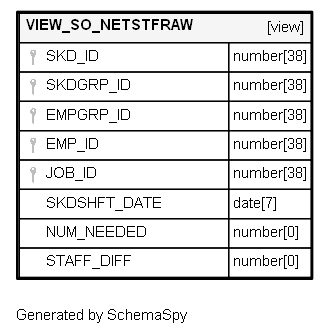 VIEW_SO_NETSTFRAW [view]
SKD_ID number[38]
SKDGRP_ID number[38]
EMPGRP_ID number[38]
EMP_ID number[38]
JOB_ID number[38]
SKDSHFT_DATE date[7]
NUM_NEEDED number[0]
STAFF_DIFF number[0]
Generated by SchemaSpy